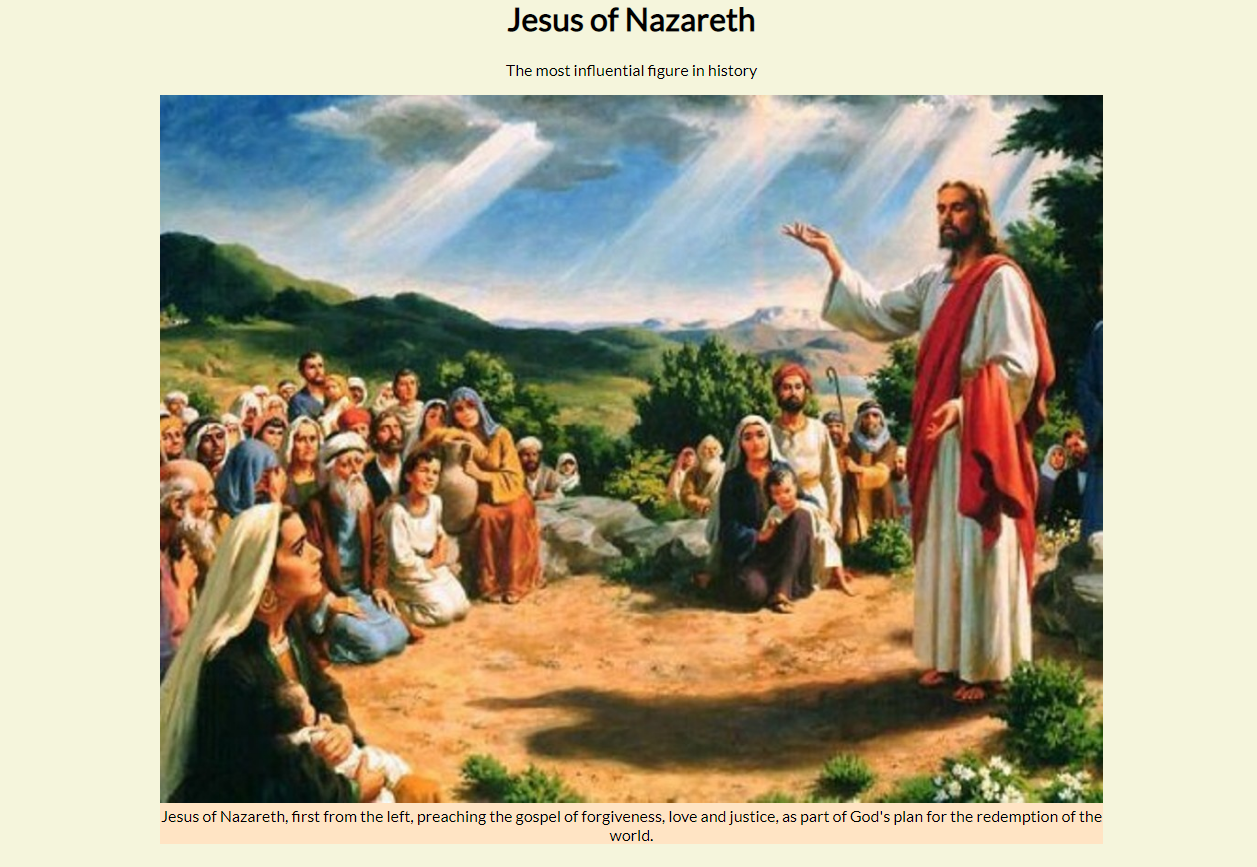 Jesus of Nazareth
The most influential figure in history
Jesus of Nazareth, first from the left, preaching the gospel of forgiveness, love and justice, as part of God's plan for the redemption of the
world.